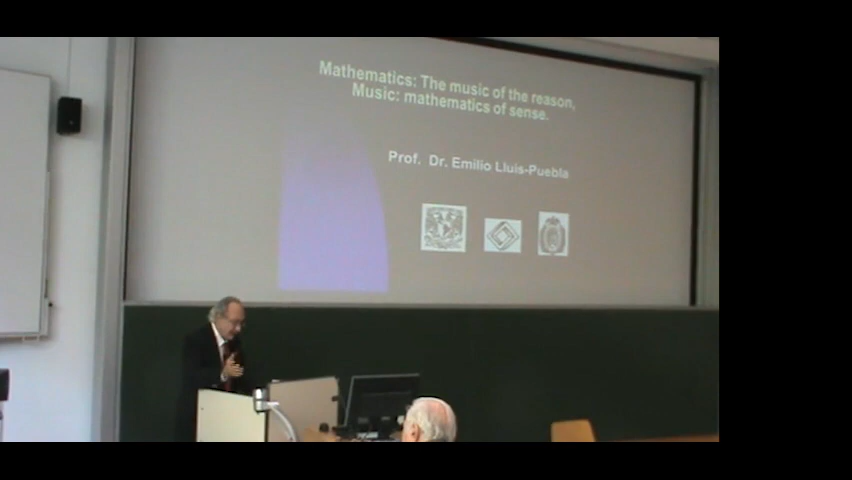 Mathematics: The music of the reason,
Music: mathematics of sense.
Prof. Dr. Emilio Lluis-Puebla